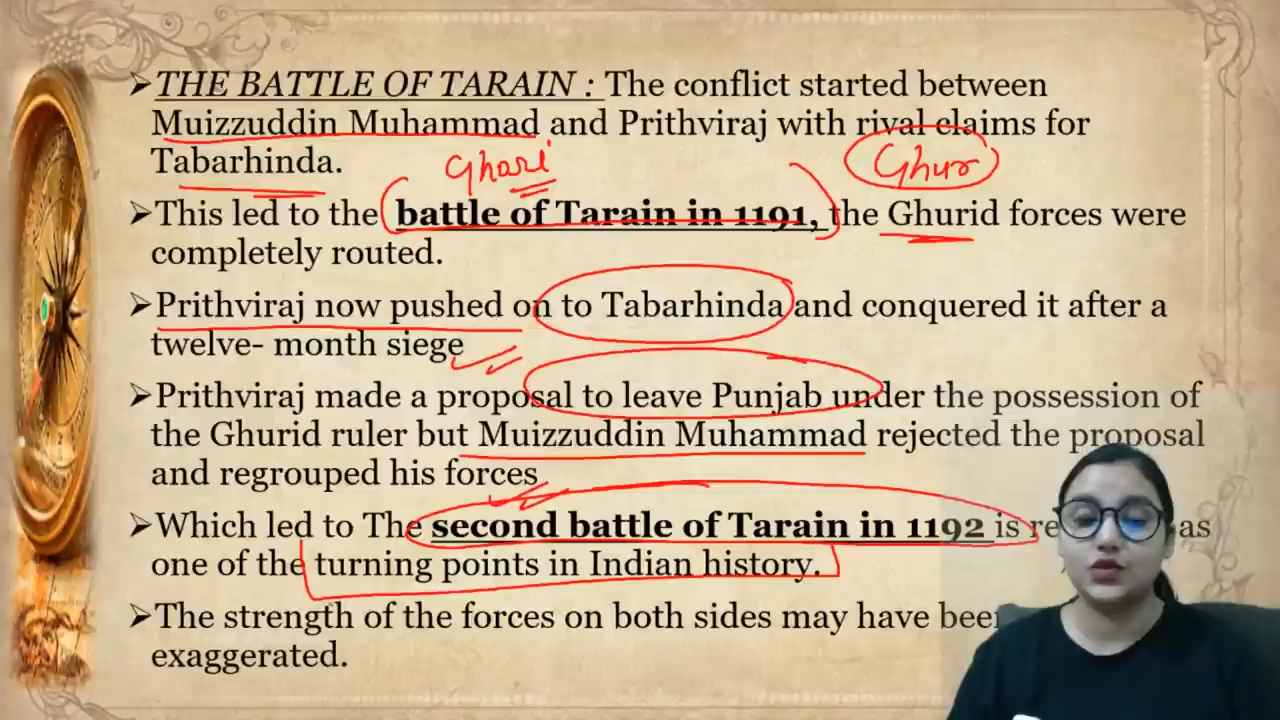 ➢THE BATTLE OF TARAIN : The conflict started between
Muizzuddin Muhammad and Prithviraj with rival claims for
Tabarhinda.
Ghari
Ghur
➢This led to the battle of Tarain in 1191, the Ghurid forces were
completely routed.
➢Prithviraj now pushed on to Tabarhinda and conquered it after a
twelve- month siege
➢Prithviraj made a proposal to leave Punjab under the possession of
the Ghurid ruler but Muizzuddin Muhammad rejected the proposal
and regrouped his forces
➢Which led to The second battle of Tarain in 1192 is as
one of the turning points in Indian history.
➢The strength of the forces on both sides may have
exaggerated.